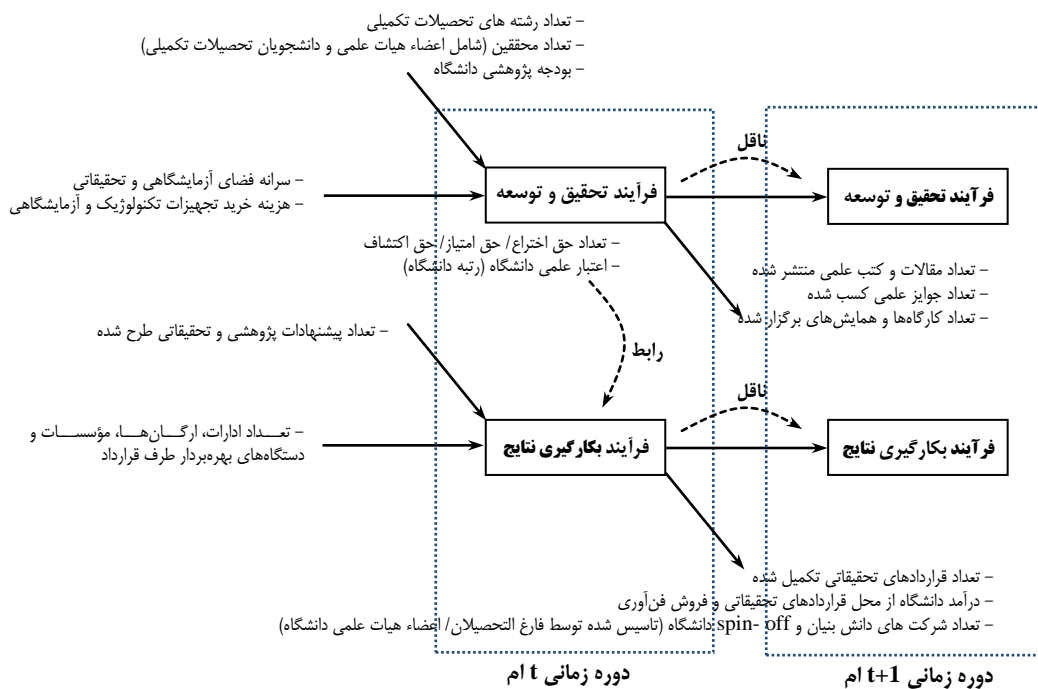 – تعداد رشته های تحصیلات تکمیلی
– تعداد محققین (شامل اعضاء هیات علمی و دانشجویان تحصیلات تکمیلی)
– بودجه پژوهشی دانشگاه
ناقل
– سرانه فضای آزمایشگاهی و تحقیقاتی
– هزینه خرید تجهیزات تکنولوژیک و آزمایشگاهی
فرآیند تحقیق و توسعه
فرآیند تحقیق و توسعه
– تعداد حق اختراع/ حق امتیاز/ حق اکتشاف
– اعتبار علمی دانشگاه (رتبه دانشگاه)
– تعداد مقالات و کتب علمی منتشر شده
– تعداد جوایز علمی کسب شده
– تعداد کارگاه‌ها و همایش‌های برگزار شده
– تعداد پیشنهادات پژوهشی و تحقیقاتی طرح شده
رابط
ناقل
– تعـــداد ادارات، ارگـــان‌هـــا، مؤسســـات و
دستگاه‌های بهره‌بردار طرف قرارداد
فرآیند بکارگیری نتایج
فرآیند بکارگیری نتایج
– تعداد قراردادهای تحقیقاتی تکمیل شده
– درآمد دانشگاه از محل قراردادهای تحقیقاتی و فروش فن‌آوری
– تعداد شرکت های دانش بنیان و spin- off دانشگاه (تاسیس شده توسط فارغ التحصیلان/ اعضاء هیات علمی دانشگاه)
دوره زمانی t ام
دوره زمانی t+1 ام